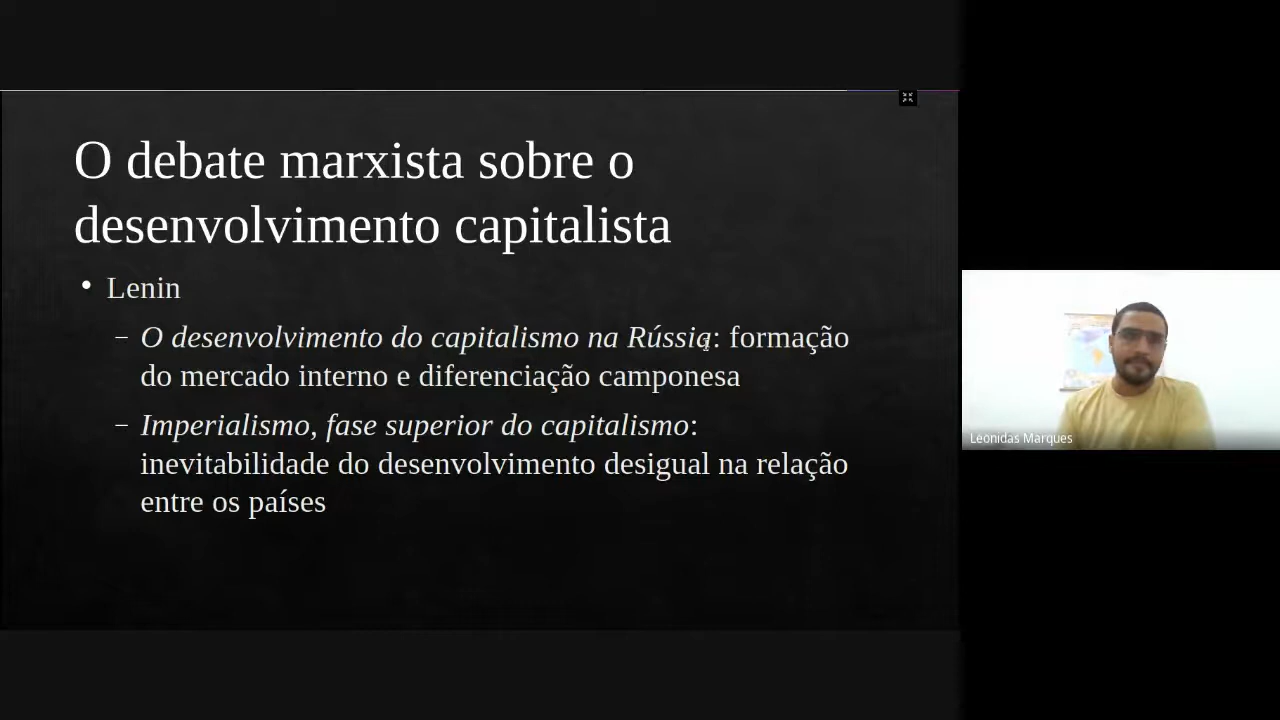 O debate marxista sobre o
desenvolvimento capitalista
• Lenin
– O desenvolvimento do capitalismo na Rússia: formação
do mercado interno e diferenciação camponesa
– Imperialismo, fase superior do capitalismo:
inevitabilidade do desenvolvimento desigual na relação
entre os países
Leonidas Marques